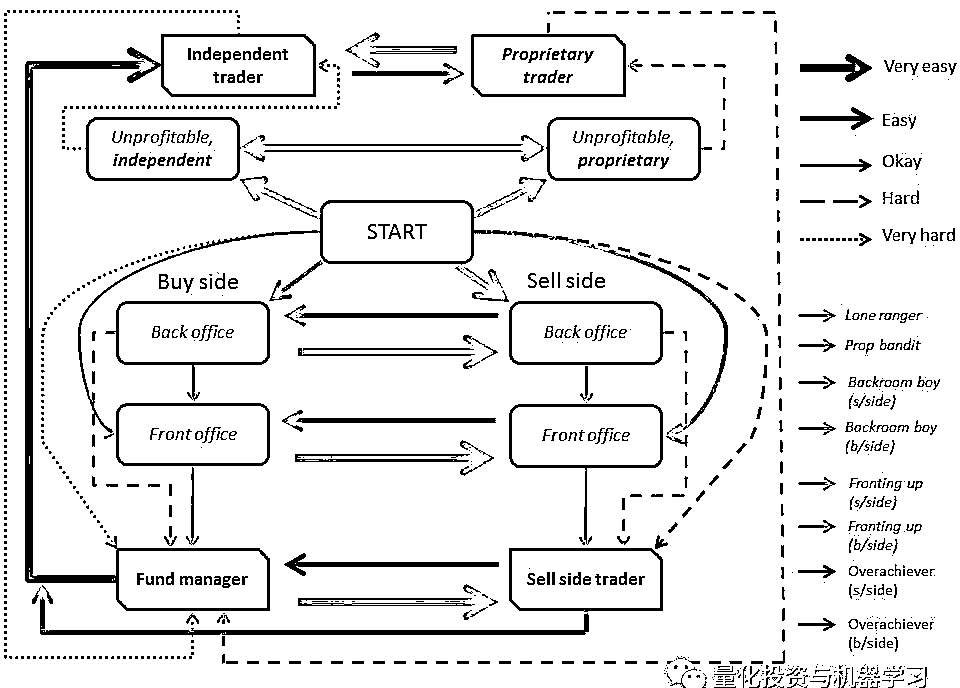 Independent
trader
Proprietary
trader
Very easy
Easy
Okay
Hard
Very hard
Unprofitable,
independent
Unprofitable,
proprietary
START
Buy side
Sell side
Back office
Back office
Front office
Front office
Fund manager
Sell side trader
Lone ranger
Prop bandit
Backroom boy
(s/side)
Backroom boy
(b/side)
Fronting up
(s/side)
Fronting up
(b/side)
Overachiever
(s/side)
Overachiever
(b/side)
量化投资与机器学习